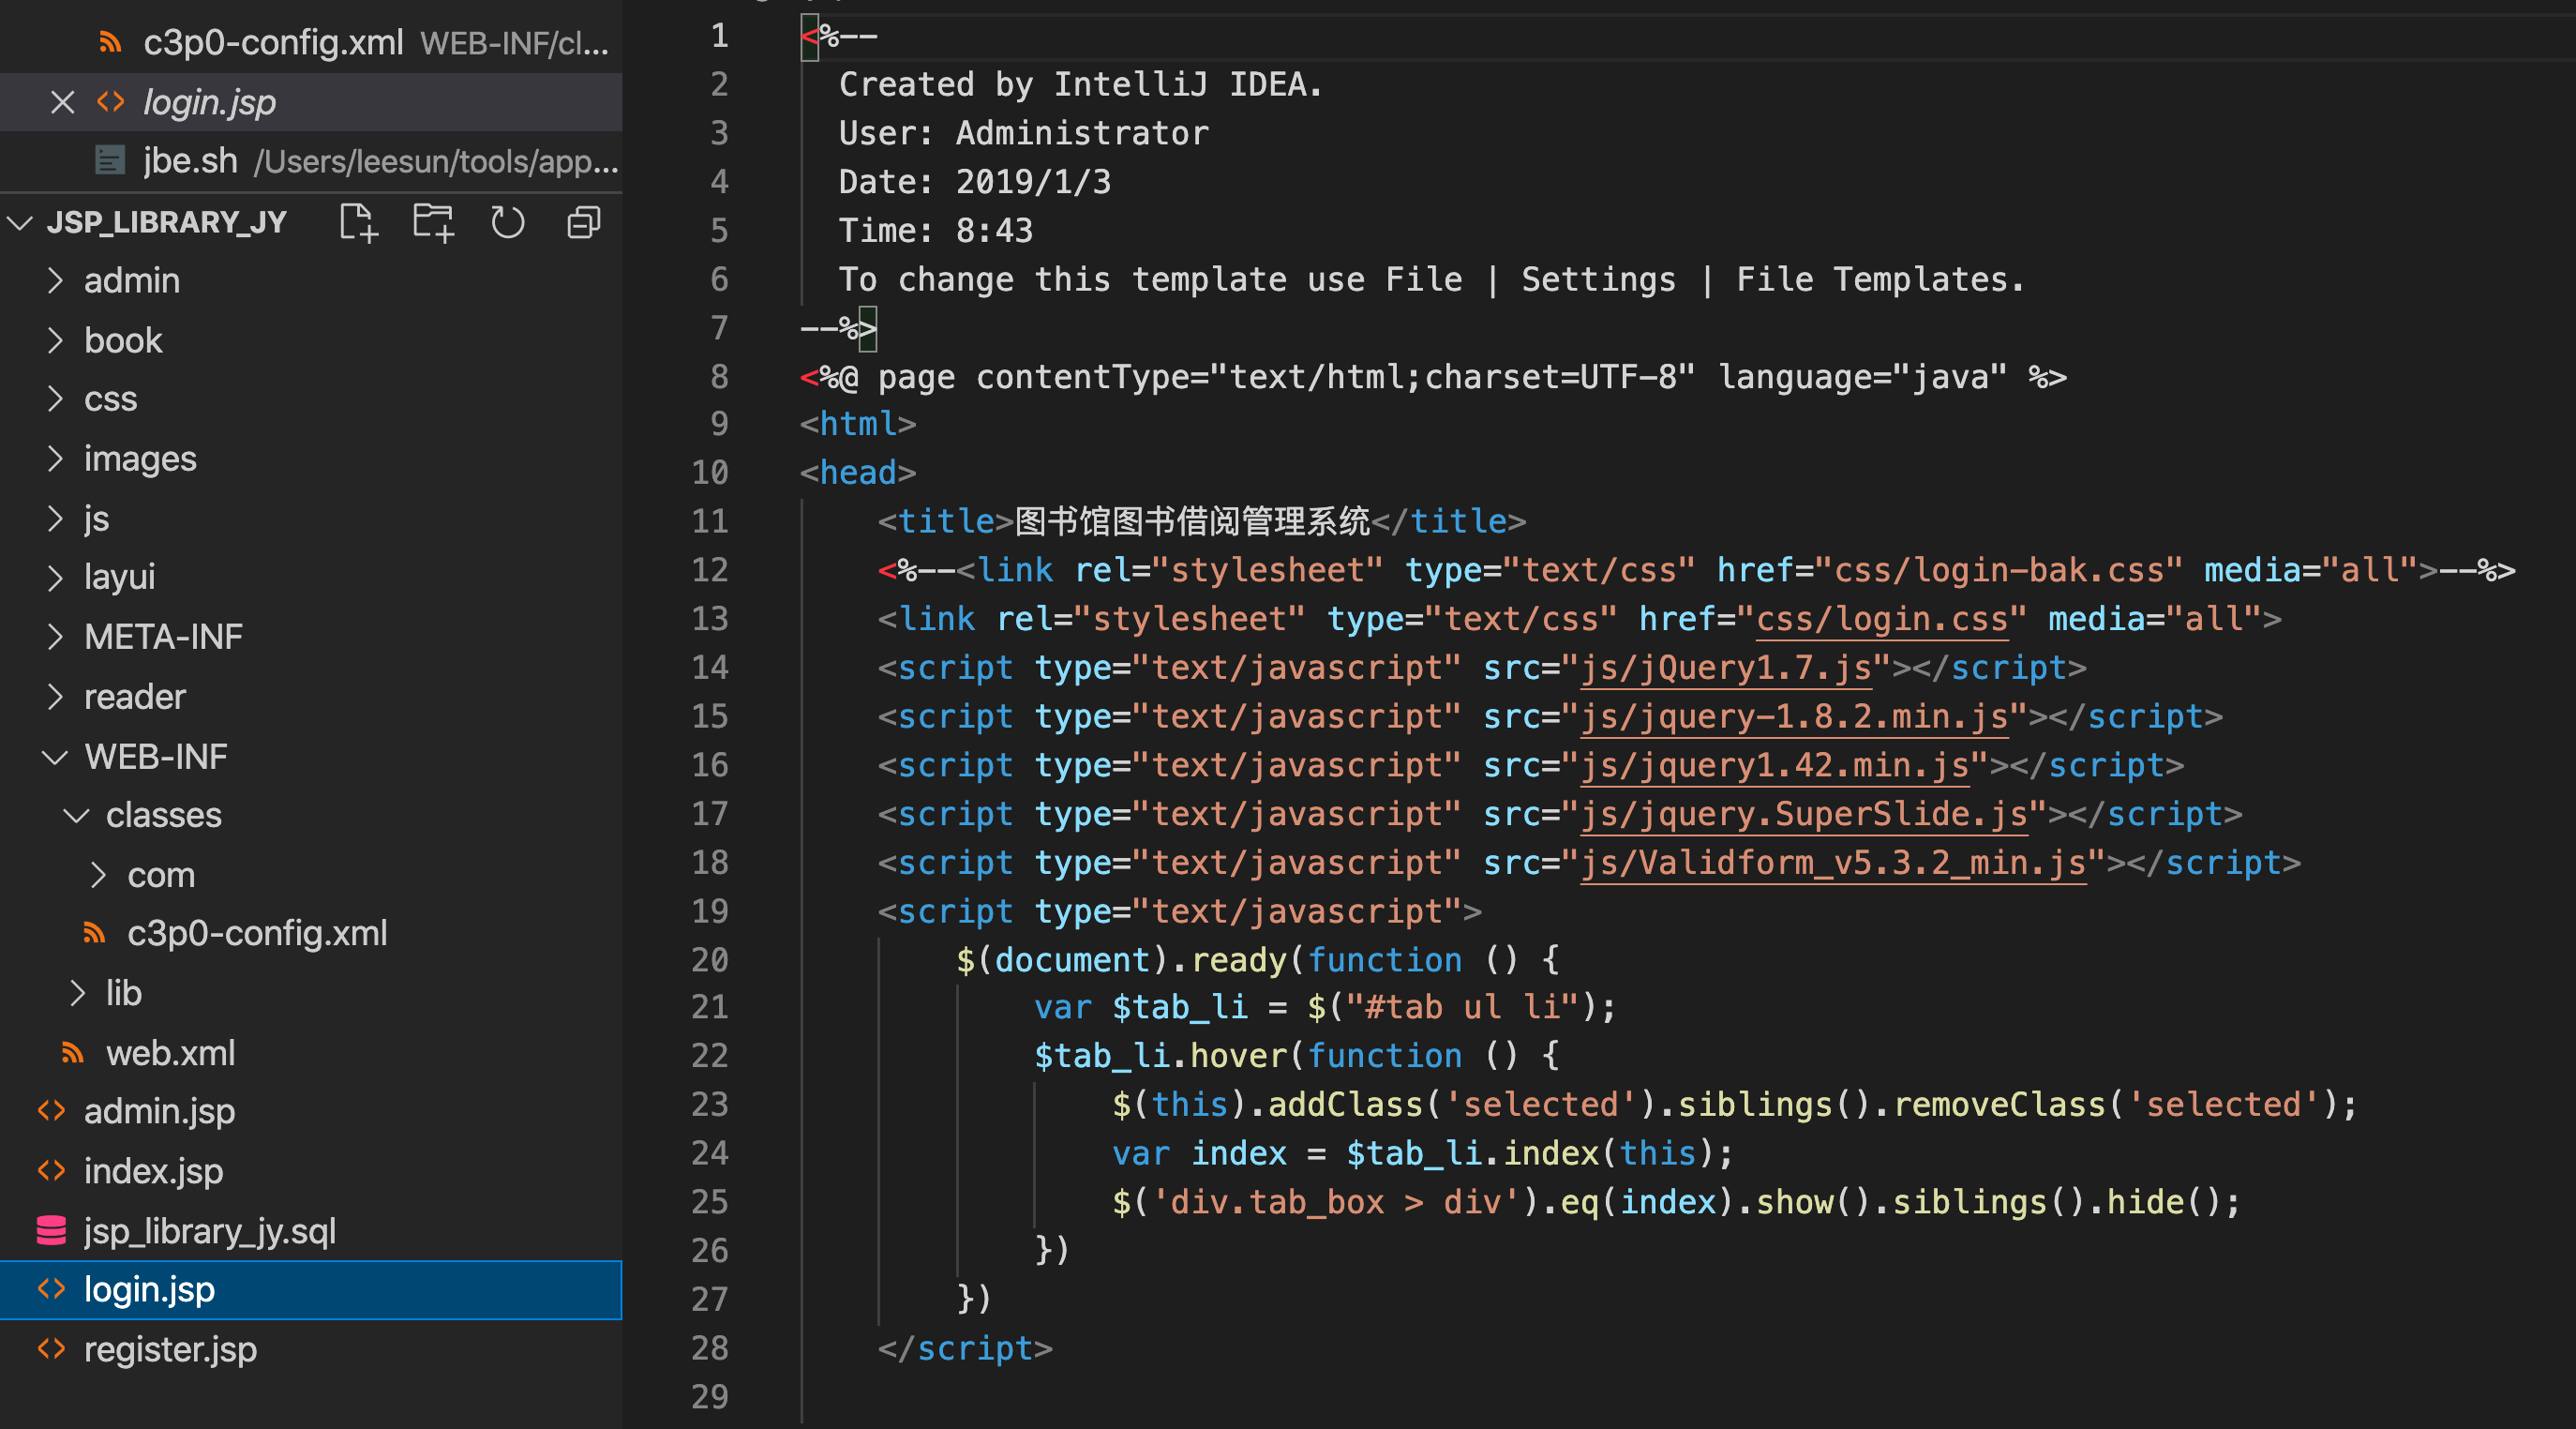 c3p0-config.xml WEB-INF/cl...
login.jsp
jbe.sh /Users/leesun/tools/app...
JSP_LIBRARY_JY
admin
book
css
images
js
layui
META-INF
reader
WEB-INF
classes
com
c3p0-config.xml
lib
web.xml
admin.jsp
index.jsp
jsp_library_jy.sql
login.jsp
register.jsp
1 <%--
2 Created by IntelliJ IDEA.
3 User: Administrator
4 Date: 2019/1/3
5 Time: 8:43
6 To change this template use File | Settings | File Templates.
7 --%>
8 <%@ page contentType="text/html;charset=UTF-8" language="java" %>
9 <html>
10 <head>
11 <title>图书馆图书借阅管理系统</title>
12 <%--<link rel="stylesheet" type="text/css" href="css/login-bak.css" media="all">--%>
13 <link rel="stylesheet" type="text/css" href="css/login.css" media="all">
14 <script type="text/javascript" src="js/jQuery1.7.js"></script>
15 <script type="text/javascript" src="js/jquery-1.8.2.min.js"></script>
16 <script type="text/javascript" src="js/jquery1.42.min.js"></script>
17 <script type="text/javascript" src="js/jquery.SuperSlide.js"></script>
18 <script type="text/javascript" src="js/Validform_v5.3.2_min.js"></script>
19 <script type="text/javascript">
20 $(document).ready(function () {
21 var $tab_li = $("#tab ul li");
22 $tab_li.hover(function () {
23 $(this).addClass('selected').siblings().removeClass('selected');
24 var index = $tab_li.index(this);
25 $('div.tab_box > div').eq(index).show().siblings().hide();
26 })
27 })
28 </script>
29